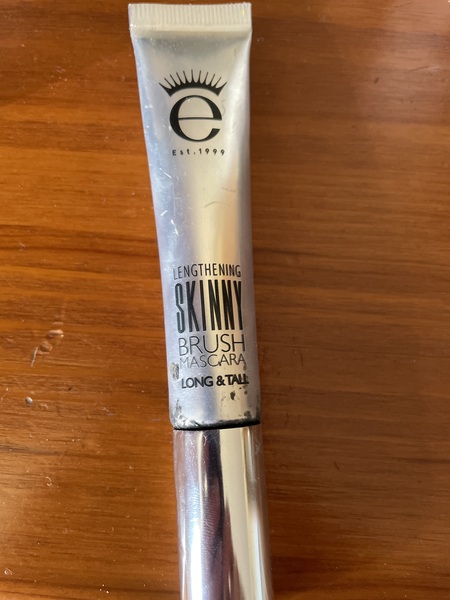 e
Est.1999
LENGTHENING
SKINNY
BRUSH
MASCARA
LONG & TALL